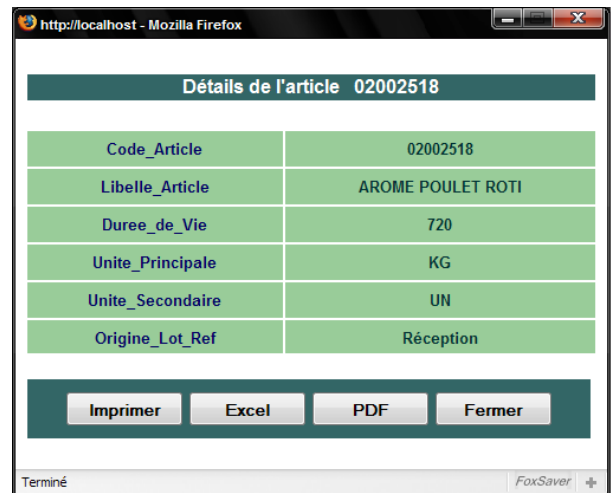 http://localhost - Mozilla Firefox
Détails de l'article 02002518
Code_Article 02002518
Libelle_Article AROME POULET ROTI
Duree_de_Vie 720
Unite_Principale KG
Unite_Secondaire UN
Origine_Lot_Ref Réception
Imprimer Excel PDF Fermer
Terminé FoxSaver